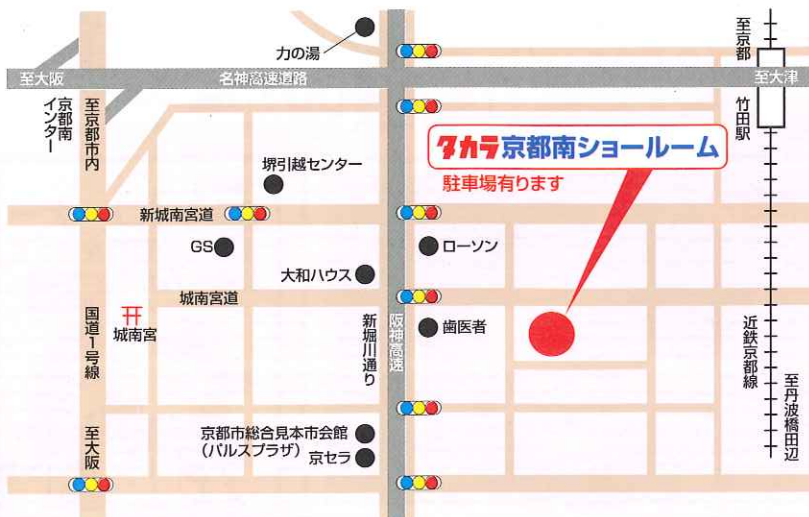 力の湯
至京都
至大阪
名神高速道路
至大津
京都南
インター
至京都市内
竹田駅
タカラ京都南ショールーム
駐車場有ります
堺引越センター
新城南宮道
GS
ローソン
大和ハウス
城南宮道
城南宮
国道1号線
新堀川通り
阪神高速
歯医者
近鉄京都線
至丹波橋田辺
至大阪
京都市総合見本市会館
(パルスプラザ)
京セラ